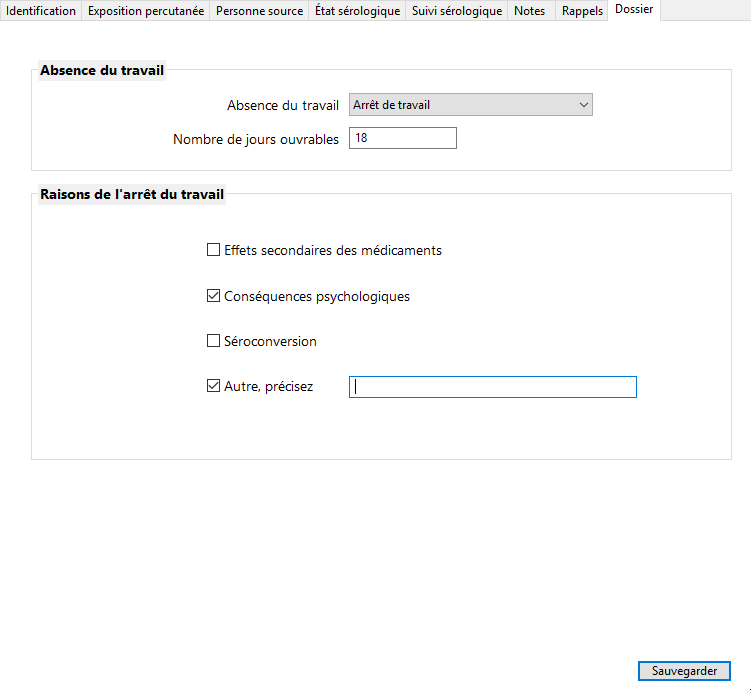 Identification Exposition percutanée Personne source État sérologique Suivi sérologique Notes Rappels Dossier
Absence du travail
Absence du travail Arrêt de travail
Nombre de jours ouvrables 18
Raisons de l'arrêt du travail
Effets secondaires des médicaments
Conséquences psychologiques
Séroconversion
Autre, précisez
Sauvegarder